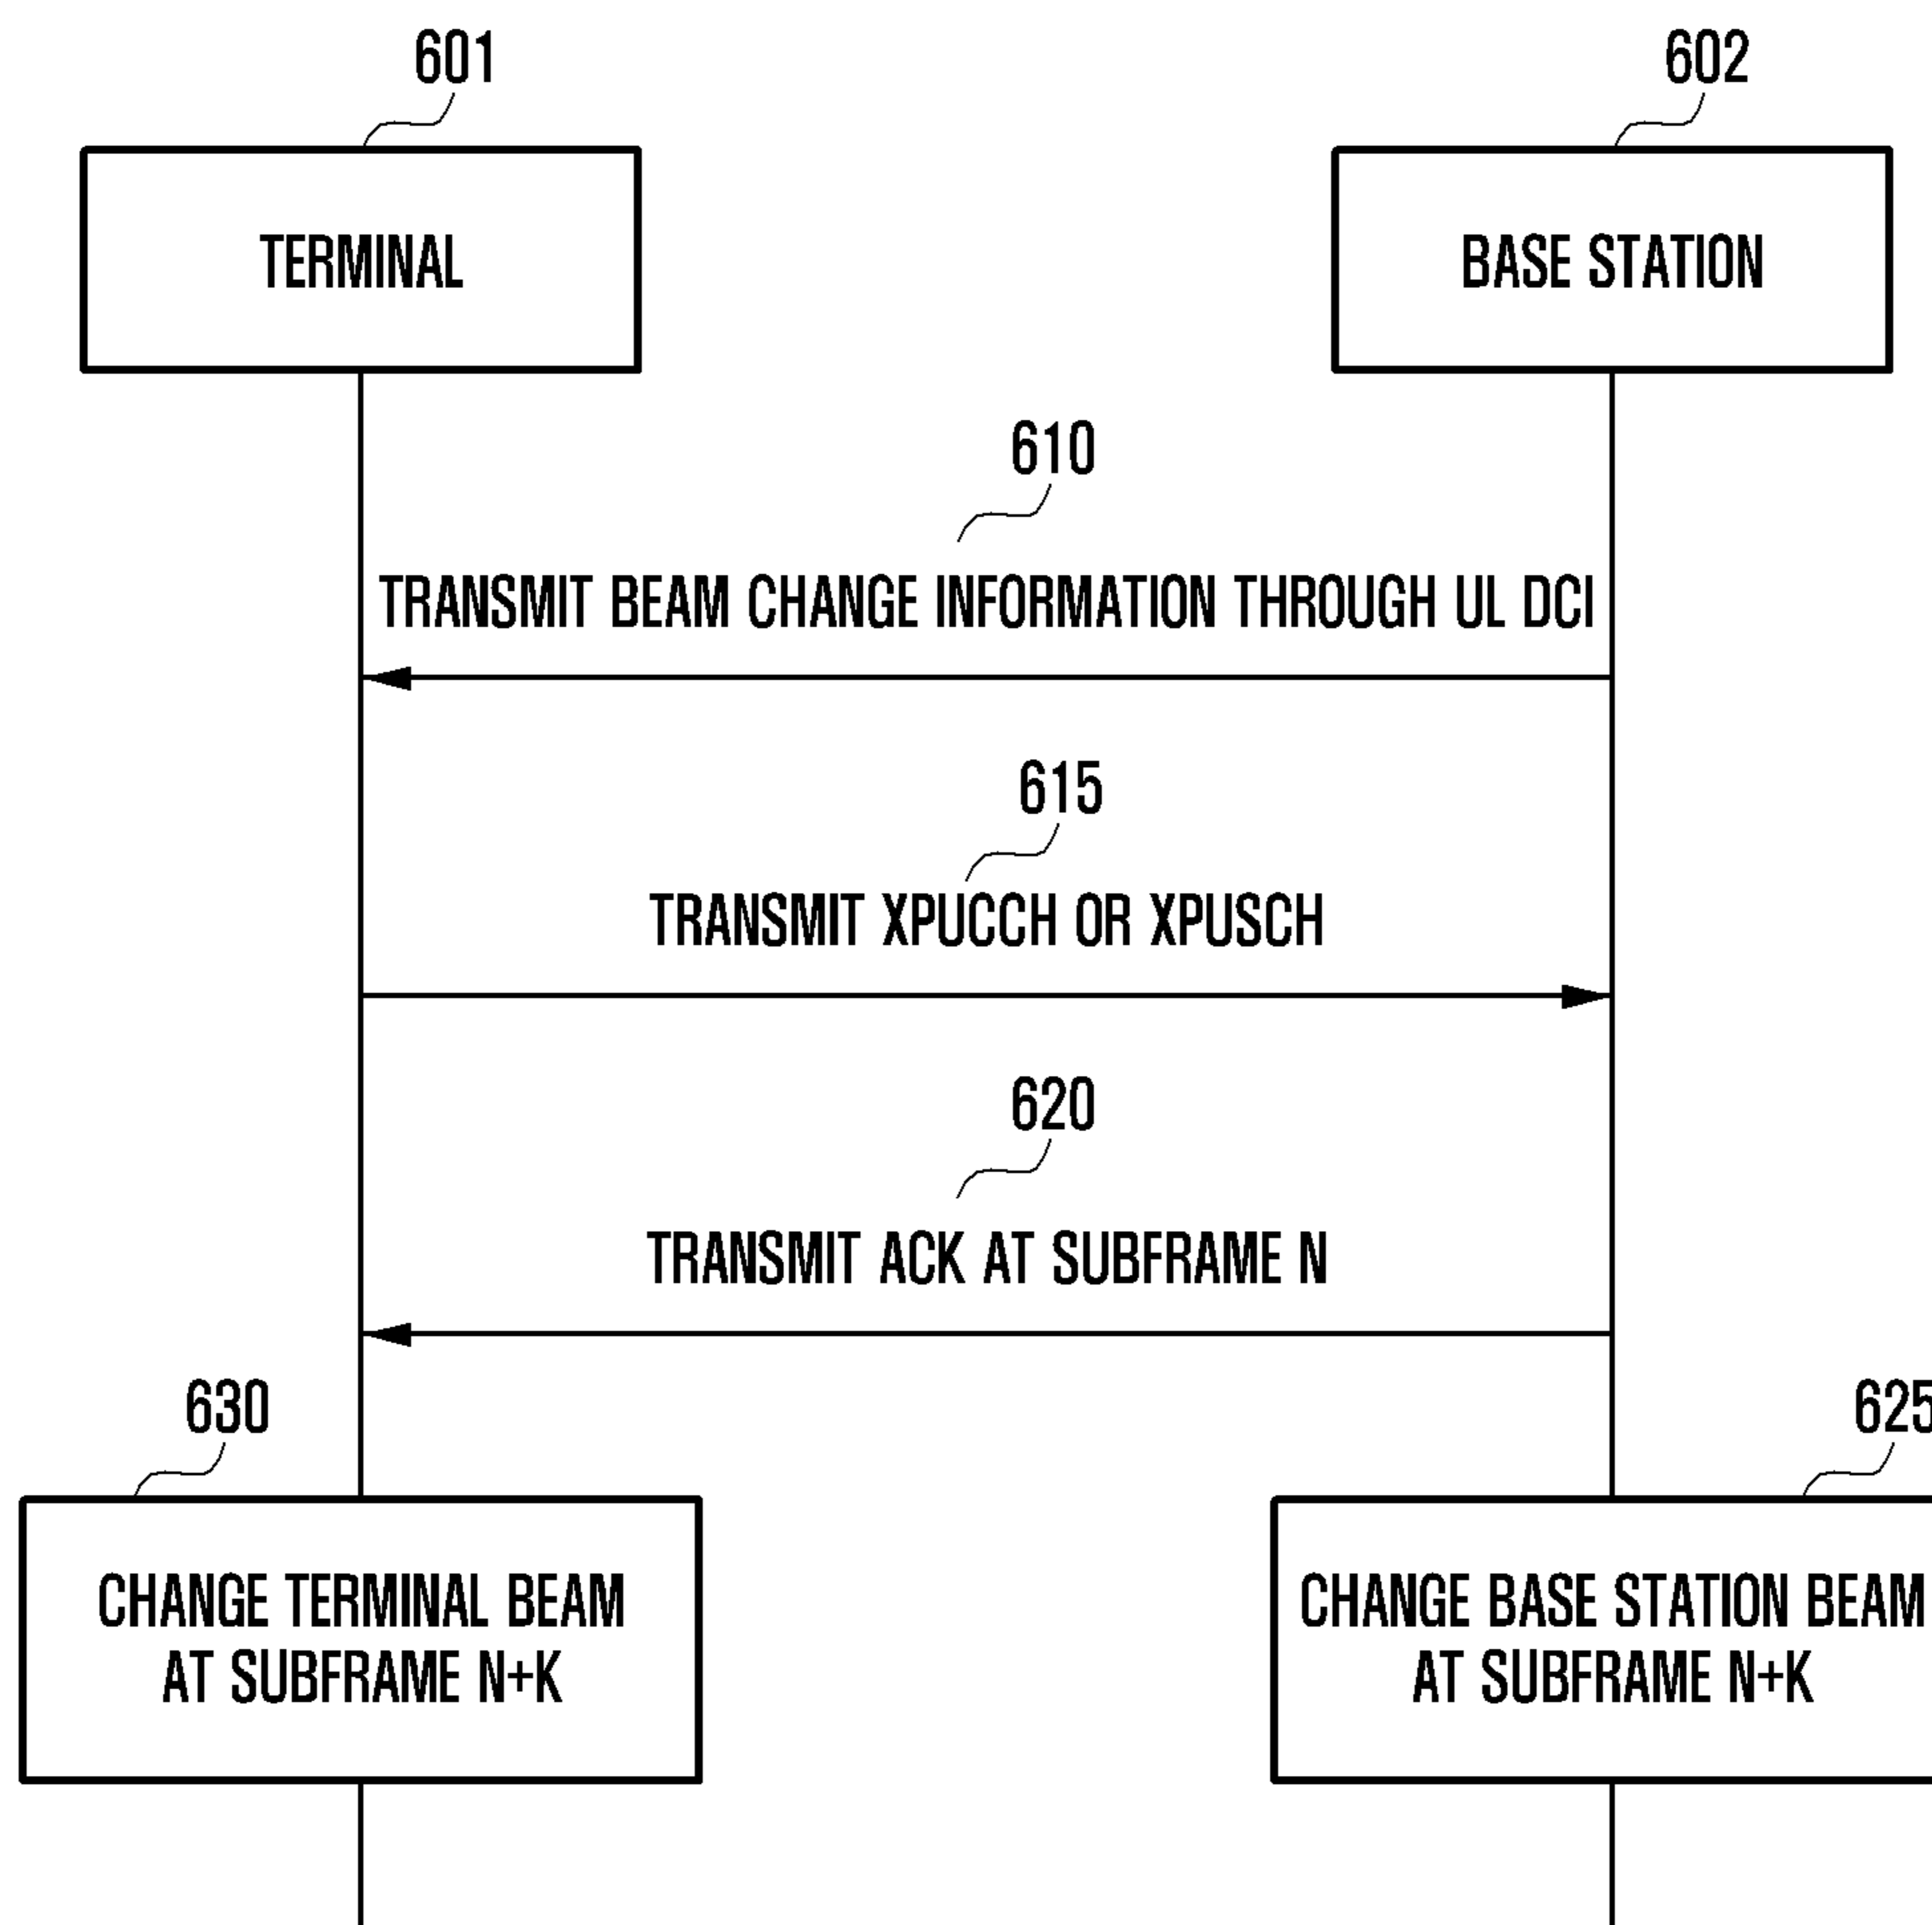 601
602
TERMINAL
BASE STATION
610
TRANSMIT BEAM CHANGE INFORMATION THROUGH UL DCI
615
TRANSMIT XPUCCH OR XPUSCH
620
TRANSMIT ACK AT SUBFRAME N
630
625
CHANGE TERMINAL BEAM
AT SUBFRAME N+K
CHANGE BASE STATION BEAM
AT SUBFRAME N+K